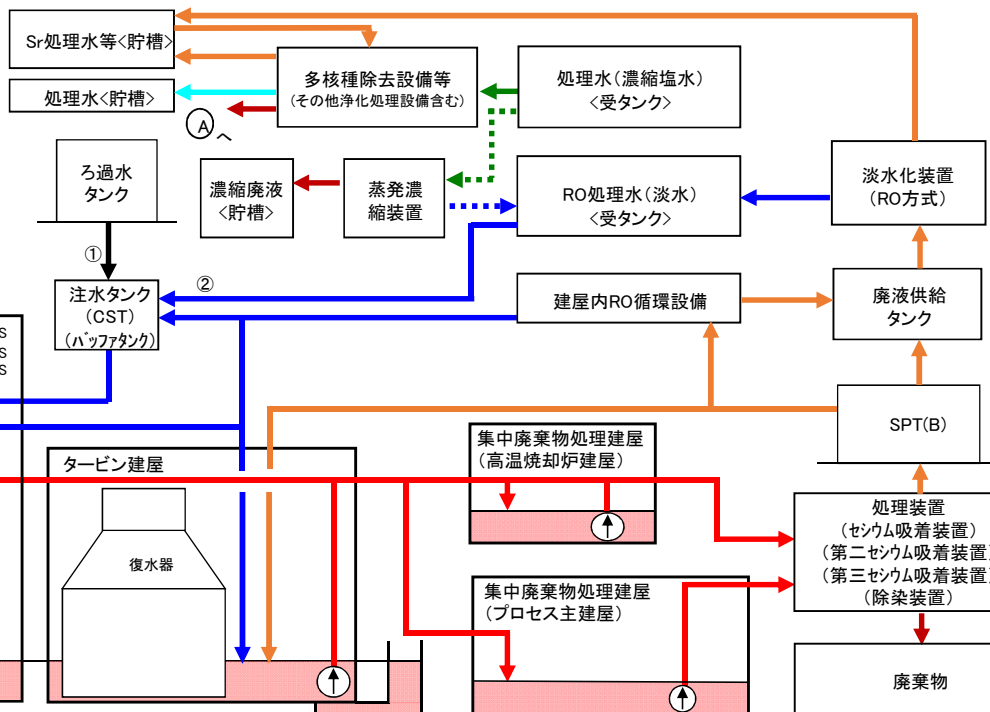 Sr処理水等<貯槽>
処理水<貯槽>
多核種除去設備等
(その他浄化処理設備含む)
処理水(濃縮塩水)
<受タンク>
A へ
ろ過水
タンク
濃縮廃液
<貯槽>
蒸発濃
縮装置
RO処理水(淡水)
<受タンク>
淡水化装置
(RO方式)
①
②
注水タンク
(CST)
(バッファタンク)
建屋内RO循環設備
廃液供給
タンク
S
S
S
SPT(B)
タービン建屋
復水器
集中廃棄物処理建屋
(高温焼却炉建屋)
処理装置
(セシウム吸着装置)
(第二セシウム吸着装置)
(第三セシウム吸着装置)
(除染装置)
集中廃棄物処理建屋
(プロセス主建屋)
廃棄物